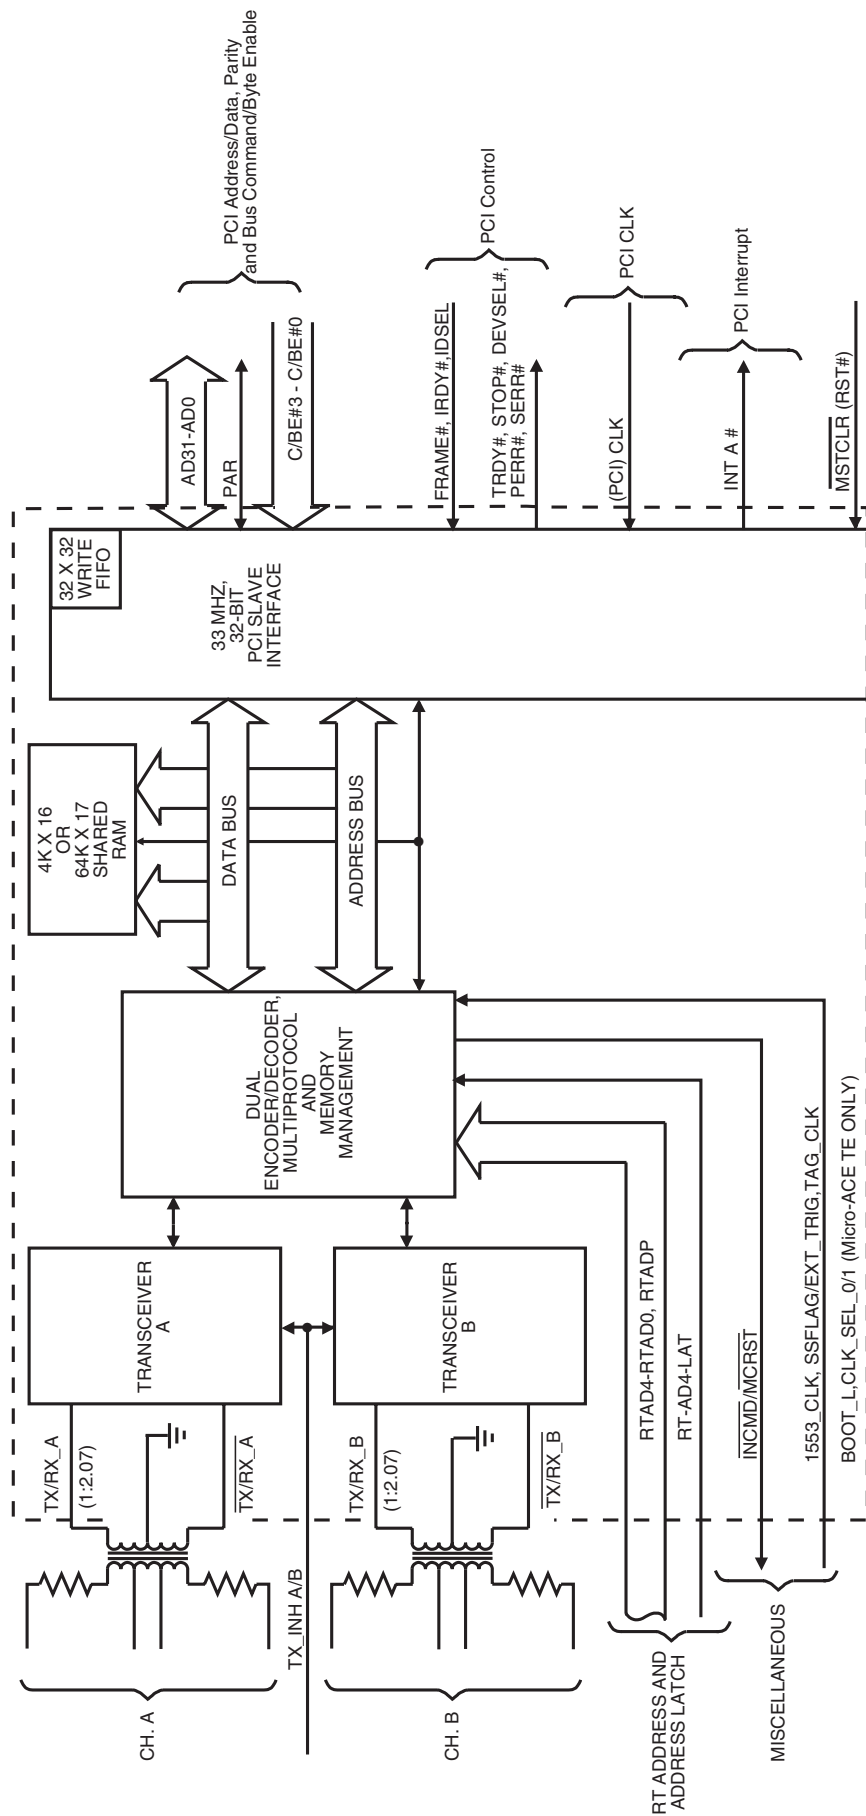 CH. A
TX/RX_A
(1:2.07)
TX/RX_A
TRANSCEIVER
A
TX_INH A/B
CH. B
TX/RX_B
(1:2.07)
TX/RX_B
TRANSCEIVER
B
DUAL
ENCODER/DECODER,
MULTIPROTOCOL
AND
MEMORY
MANAGEMENT
4K X 16
OR
64K X 17
SHARED
RAM
DATA BUS
ADDRESS BUS
32 X 32
WRITE
FIFO
33 MHZ,
32-BIT
PCI SLAVE
INTERFACE
AD31-AD0
PAR
C/BE#3 - C/BE#0
PCI Address/Data, Parity
and Bus Command/Byte Enable
FRAME#, IRDY#,IDSEL
TRDY#, STOP#, DEVSEL#,
PERR#, SERR#
PCI Control
(PCI) CLK
PCI CLK
INT A #
PCI Interrupt
MSTCLR (RST#)
RT ADDRESS AND
ADDRESS LATCH
RTAD4-RTAD0, RTADP
RT-AD4-LAT
MISCELLANEOUS
INCMD/MCRST
1553_CLK, SSFLAG/EXT_TRIG,TAG_CLK
BOOT_L,CLK_SEL_0/1 (Micro-ACE TE ONLY)